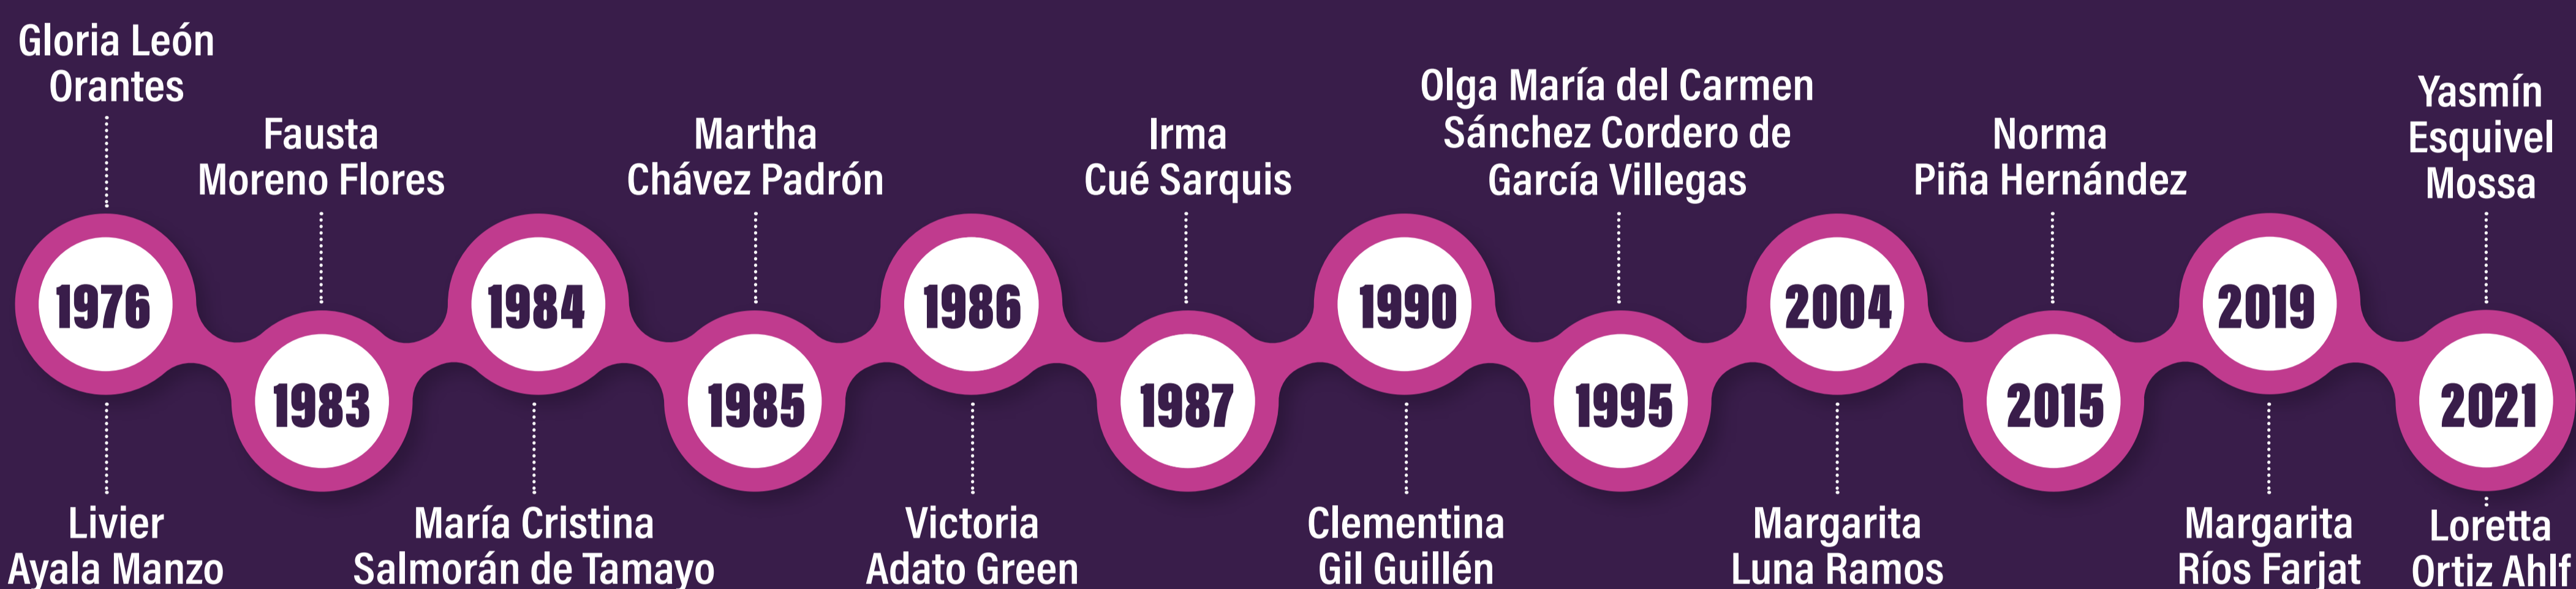 Gloria León
Orantes
1976
Livier
Ayala Manzo
Fausta
Moreno Flores
1983
1984
María Cristina
Salmorán de Tamayo
Martha
Chávez Padrón
1985
1986
Victoria
Adato Green
Irma
Cué Sarquis
1987
1990
Clementina
Gil Guillén
Olga María del Carmen
Sánchez Cordero de
García Villegas
1995
2004
Margarita
Luna Ramos
Norma
Piña Hernández
2015
2019
Margarita
Ríos Farjat
Yasmín
Esquivel
Mossa
2021
Loretta
Ortiz Ahlf